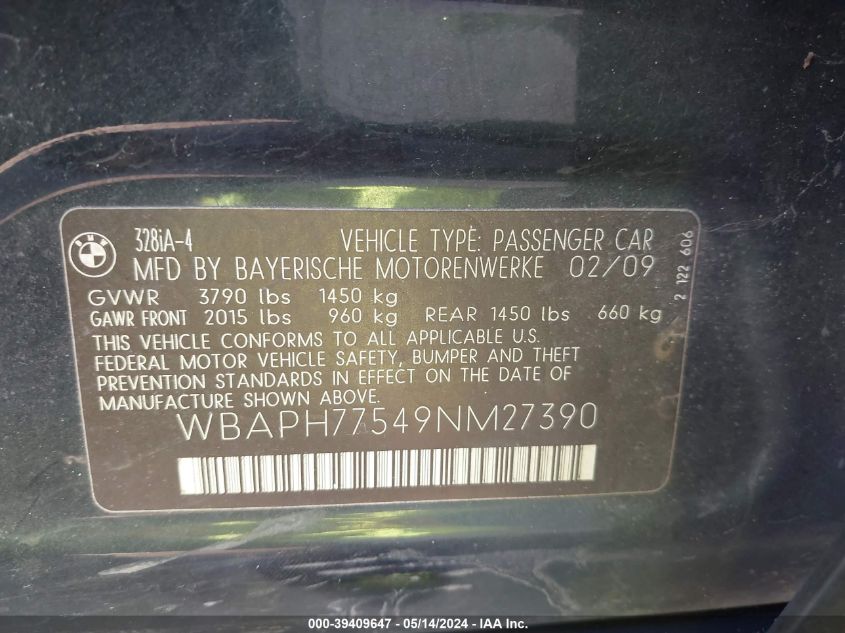 BMW
328iA-4 VEHICLE TYPE: PASSENGER CAR
MFD BY BAYERISCHE MOTORENWERKE 02/09
GVWR 3790 lbs 1450 kg
GAWR FRONT 2015 lbs 960 kg REAR 1450 lbs 660 kg
THIS VEHICLE CONFORMS TO ALL APPLICABLE U.S.
FEDERAL MOTOR VEHICLE SAFETY, BUMPER AND THEFT
PREVENTION STANDARDS IN EFFECT ON THE DATE OF
MANUFACTURE SHOWN ABOVE.
WBAPH77549NM27390
2 122 606
000-39409647 - 05/14/2024 - IAA Inc.